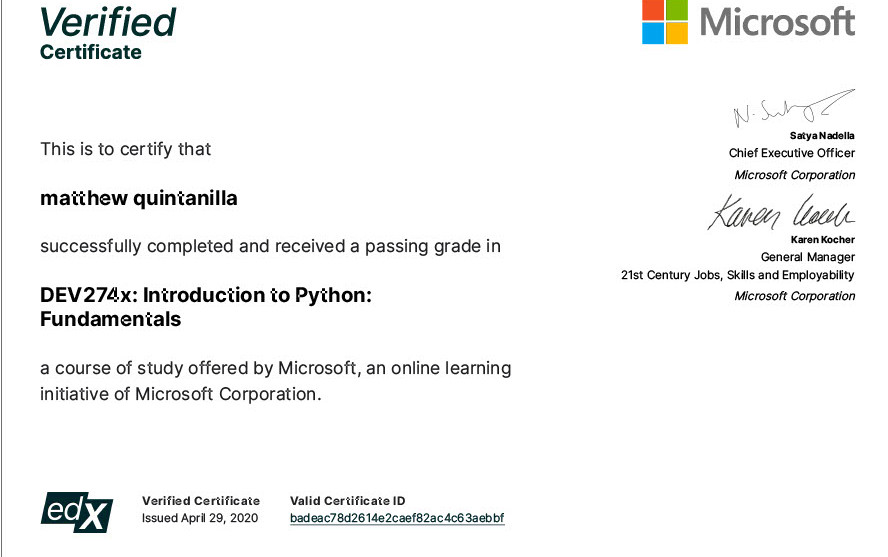 Verified
Certificate
Microsoft
This is to certify that
matthew quintanilla
successfully completed and received a passing grade in
DEV274x: Introduction to Python:
Fundamentals
a course of study offered by Microsoft, an online learning
initiative of Microsoft Corporation.
Satya Nadella
Chief Executive Officer
Microsoft Corporation
Karen Kocher
Karen Kocher
General Manager
21st Century Jobs, Skills and Employability
Microsoft Corporation
edX
Verified Certificate
Issued April 29, 2020
Valid Certificate ID
badeac78d2614e2caef82ac4c63aebbf